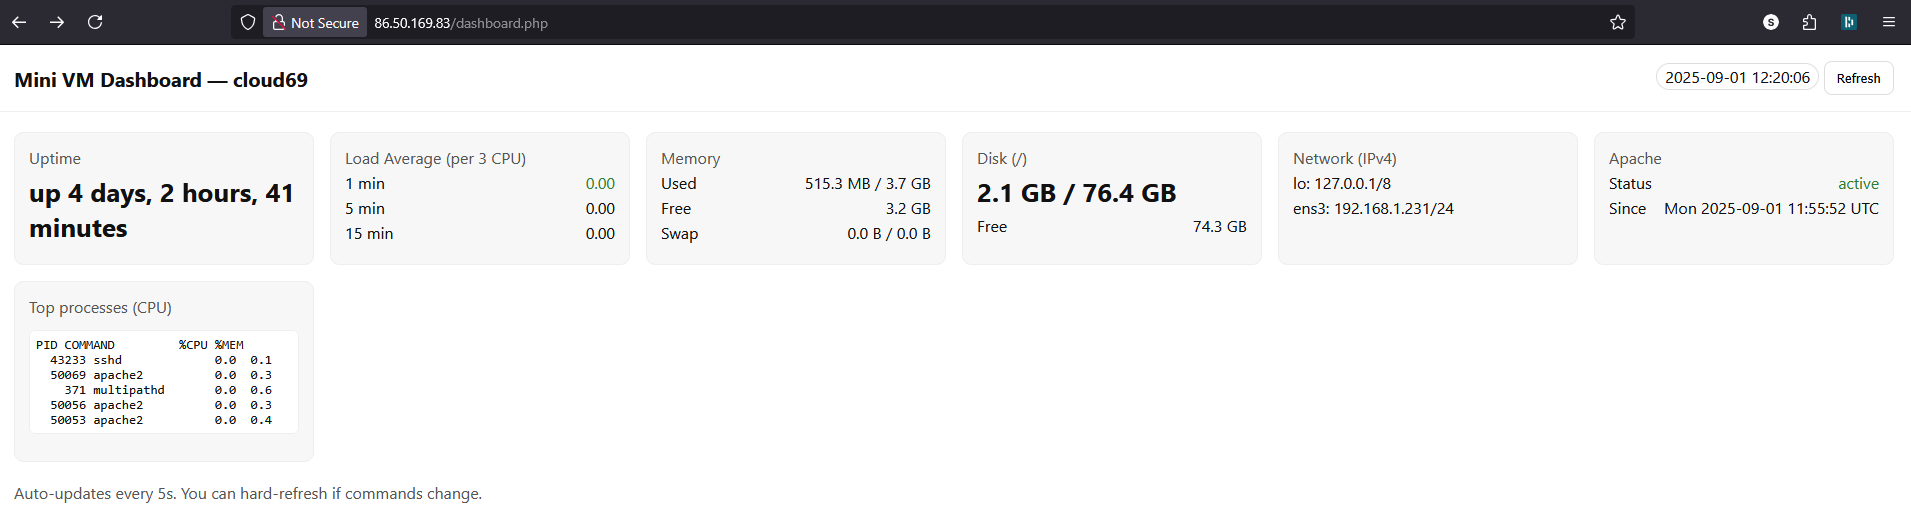 Not Secure 86.50.169.83/dashboard.php
S
Mini VM Dashboard — cloud69
2025-09-01 12:20:06 Refresh
Uptime
up 4 days, 2 hours, 41
minutes
Load Average (per 3 CPU)
1 min 0.00
5 min 0.00
15 min 0.00
Memory
Used 515.3 MB / 3.7 GB
Free 3.2 GB
Swap 0.0 B / 0.0 B
Disk (/)
2.1 GB / 76.4 GB
Free 74.3 GB
Network (IPv4)
lo: 127.0.0.1/8
ens3: 192.168.1.231/24
Apache
Status active
Since Mon 2025-09-01 11:55:52 UTC
Top processes (CPU)
PID COMMAND %CPU %MEM
43233 sshd 0.0 0.1
50069 apache2 0.0 0.3
371 multipathd 0.0 0.6
50056 apache2 0.0 0.3
50053 apache2 0.0 0.4
Auto-updates every 5s. You can hard-refresh if commands change.